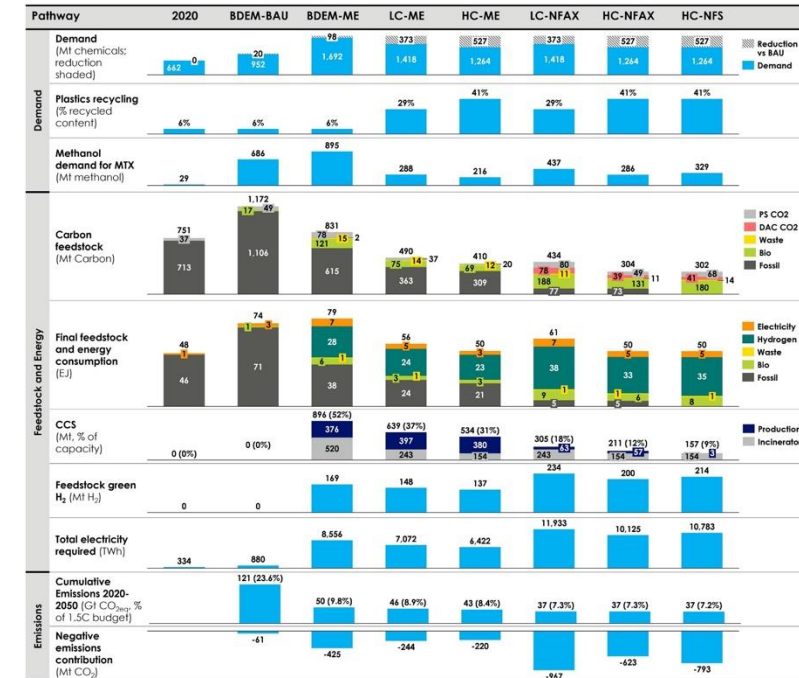 Pathway 2020 BDEM-BAU BDEM-ME LC-ME HC-ME LC-NFAX HC-NFAX HC-NFS
Demand
Demand
(Mt chemicals;
reduction
shaded)
0 20 98 373 527 373 527 527
662 952 1,692 1,418 1,264 1,418 1,264 1,264
Reduction
vs BAU
Demand
Plastics recycling
(% recycled
content)
6% 6% 6% 29% 41% 29% 41% 41%
Methanol
demand for MTX
(Mt methanol)
29 686 895 288 216 437 286 329
Feedstock and Energy
Carbon
feedstock
(Mt Carbon)
751 1,172 831 490 410 434 304 302
37 17 49 78 15 2 75 14 37 69 12 20 80 49 68
121 78 11 39 11 41 14
713 1,106 615 363 309 188 131 180
77 73
PS CO2
DAC CO2
Waste
Bio
Fossil
Final feedstock
and energy
consumption
(EJ)
48 74 79 56 50 61 50 50
1 1 3 7 5 3 7 5 5
28 24 23 38 33 35
6 1 3 1 3 9 1 1 6 8 1
46 71 38 24 21 5 5
Electricity
Hydrogen
Waste
Bio
Fossil
CCS
(Mt, % of
capacity)
0 (0%) 0 (0%) 896 (52%) 639 (37%) 534 (31%) 305 (18%) 211 (12%) 157 (9%)
376 397 380 63 57 3
520 243 154 243 154 154
Production
Incinerato
Feedstock green
H2 (Mt H2)
0 0 169 148 137 234 200 214
Total electricity
required (TWh)
334 880 8,556 7,072 6,422 11,933 10,125 10,783
Emissions
Cumulative
Emissions 2020-
2050 (Gt CO2eq, %
of 1.5C budget)
121 (23.6%) 50 (9.8%) 46 (8.9%) 43 (8.4%) 37 (7.3%) 37 (7.3%) 37 (7.2%)
Negative
emissions
contribution
(Mt CO2)
-61 -425 -244 -220 -967 -623 -793